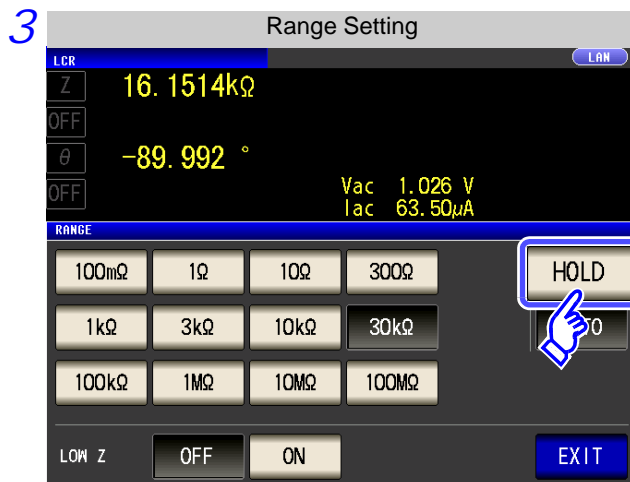 3
Range Setting
LCR LAN
Z 16.1514kΩ
OFF
θ -89.992 °
OFF
Vac 1.026 V
Iac 63.50μA
RANGE
100mΩ 1Ω 10Ω 300Ω HOLD
1kΩ 3kΩ 10kΩ 30kΩ
100kΩ 1MΩ 10MΩ 100MΩ
LOW Z OFF ON EXIT